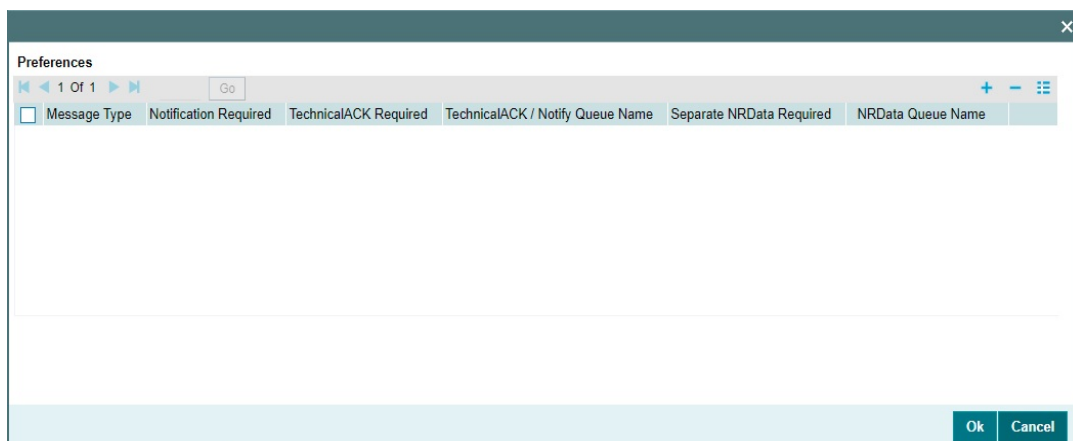 Preferences
1 Of 1 Go
Message Type Notification Required TechnicalACK Required TechnicalACK / Notify Queue Name Separate NRData Required NRData Queue Name
Ok Cancel